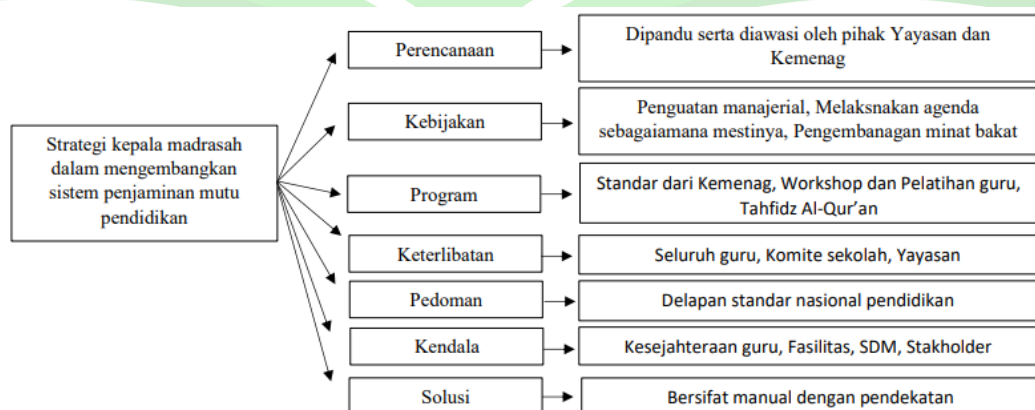 Strategi kepala madrasah
dalam mengembangkan
sistem penjaminan mutu
pendidikan
Perencanaan
Dipandu serta diawasi oleh pihak Yayasan dan
Kemenag
Kebijakan
Penguatan manajerial, Melaksnakan agenda
sebagaiamana mestinya, Pengembanagan minat bakat
Program
Standar dari Kemenag, Workshop dan Pelatihan guru,
Tahfidz Al-Qur’an
Keterlibatan
Seluruh guru, Komite sekolah, Yayasan
Pedoman
Delapan standar nasional pendidikan
Kendala
Kesejahteraan guru, Fasilitas, SDM, Stakholder
Solusi
Bersifat manual dengan pendekatan